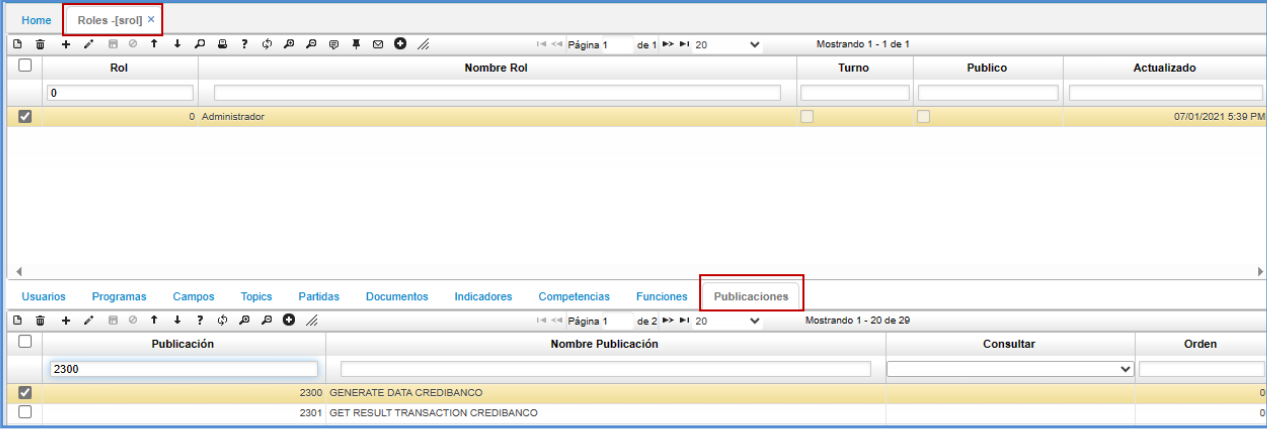 Home Roles -[srol] ×
Página 1 de 1 20 Mostrando 1 - 1 de 1
Rol Nombre Rol Turno Publico Actualizado
0
0 Administrador 07/01/2021 5:39 PM
Usuarios Programas Campos Topics Partidas Documentos Indicadores Competencias Funciones Publicaciones
Página 1 de 2 20 Mostrando 1 - 20 de 29
Publicación Nombre Publicación Consultar Orden
2300
2300 GENERATE DATA CREDIBANCO 0
2301 GET RESULT TRANSACTION CREDIBANCO 0